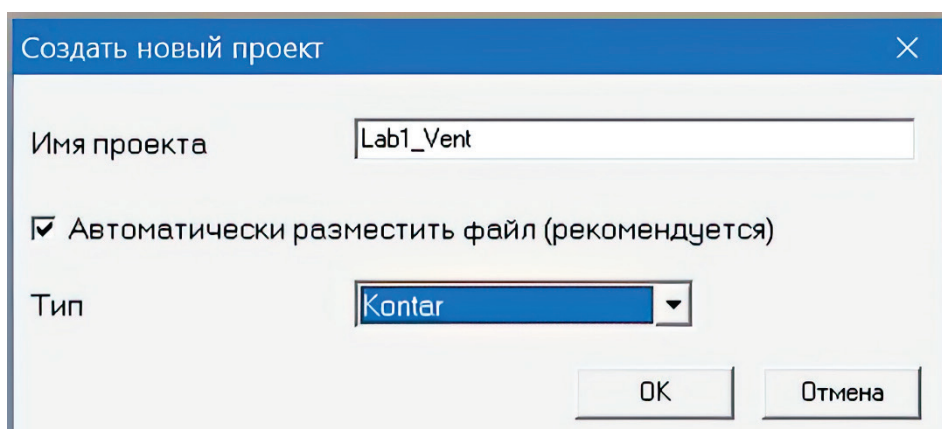 Создать новый проект
Имя проекта Lab1_Vent
Автоматически разместить файл (рекомендуется)
Тип Kontar
OK Отмена